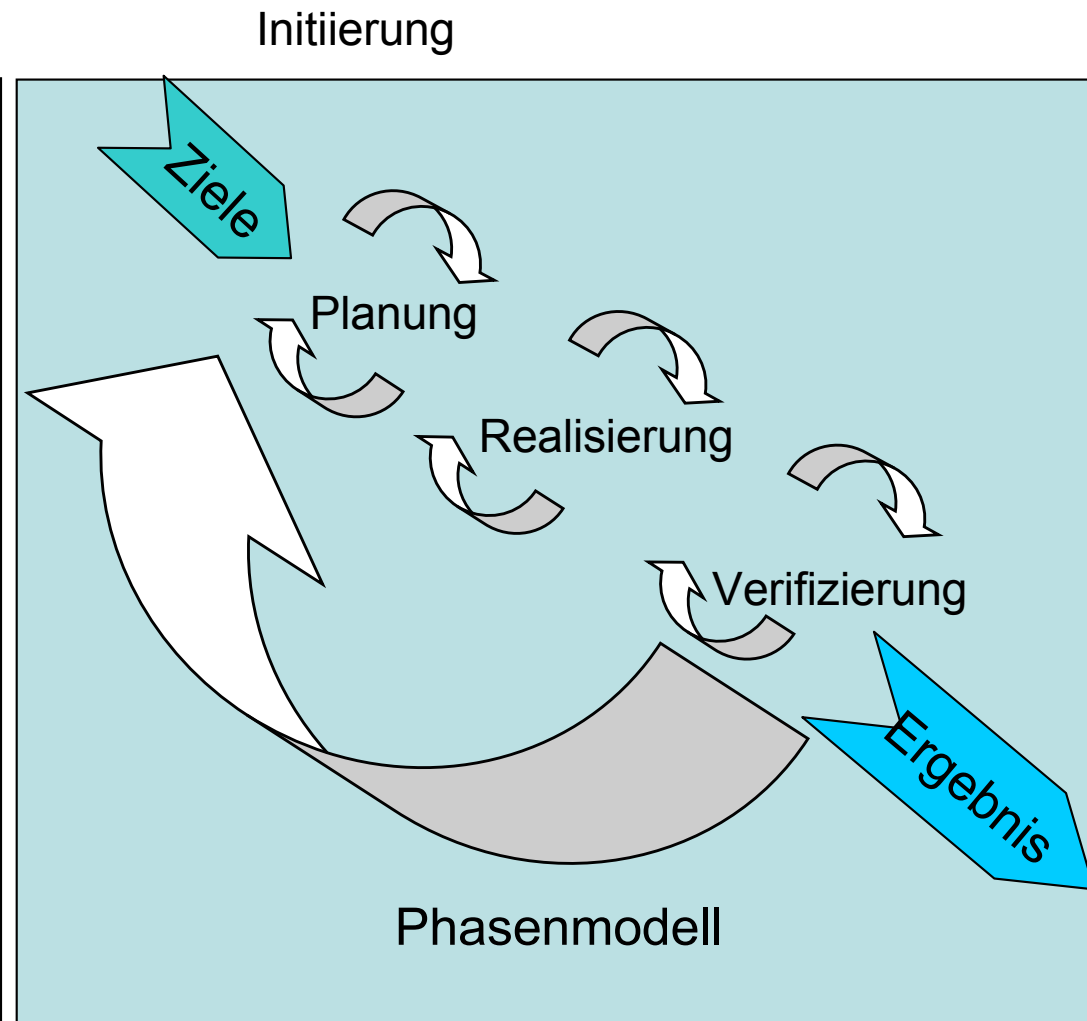 Initiierung
Ziele
Planung
Realisierung
Verifizierung
Ergebnis
Phasenmodell